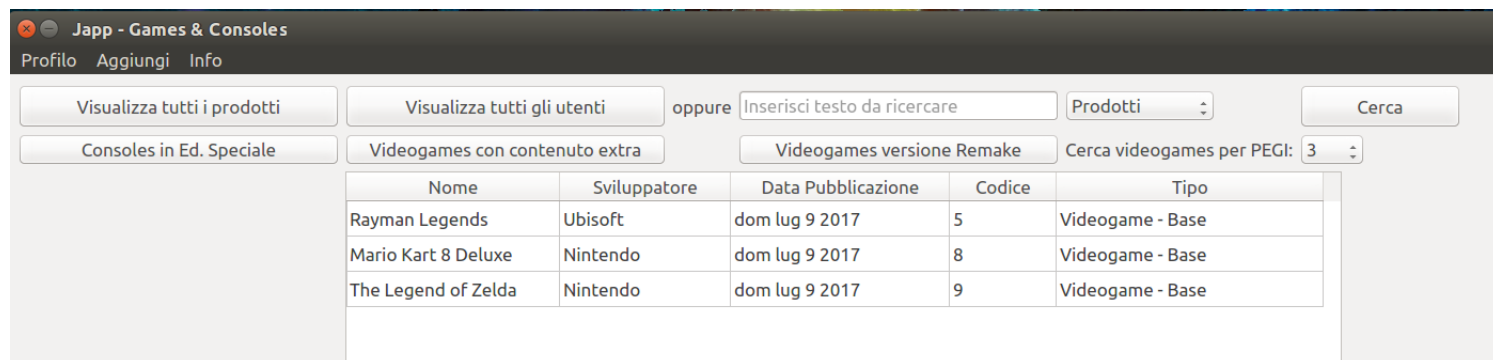 Japp - Games & Consoles
Profilo Aggiungi Info
Visualizza tutti i prodotti Visualizza tutti gli utenti oppure Inserisci testo da ricercare Prodotti Cerca
Consoles in Ed. Speciale Videogames con contenuto extra Videogames versione Remake Cerca videogames per PEGI: 3
Nome Sviluppatore Data Pubblicazione Codice Tipo
Rayman Legends Ubisoft dom lug 9 2017 5 Videogame - Base
Mario Kart 8 Deluxe Nintendo dom lug 9 2017 8 Videogame - Base
The Legend of Zelda Nintendo dom lug 9 2017 9 Videogame - Base